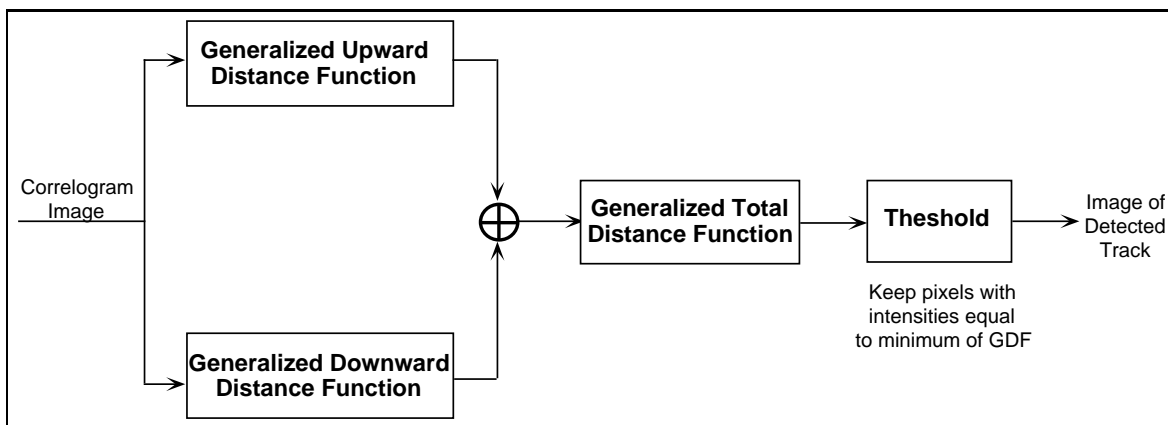 Generalized Upward
Distance Function
Correlogram
Image
Generalized Total
Distance Function
Theshold
Image of
Detected
Track
Keep pixels with
intensities equal
to minimum of GDF
Generalized Downward
Distance Function